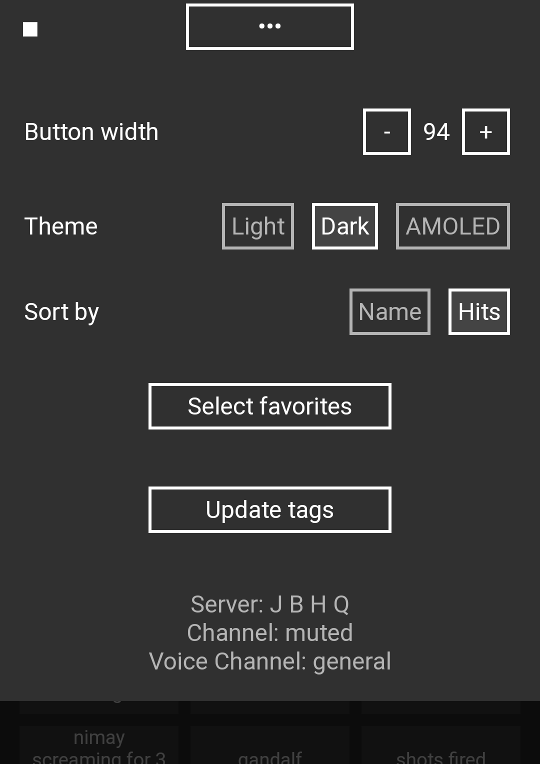 •••
Button width - 94 +
Theme Light Dark AMOLED
Sort by Name Hits
Select favorites
Update tags
Server: J B H Q
Channel: muted
Voice Channel: general
nimay
screaming for 3 gandalf shots fired